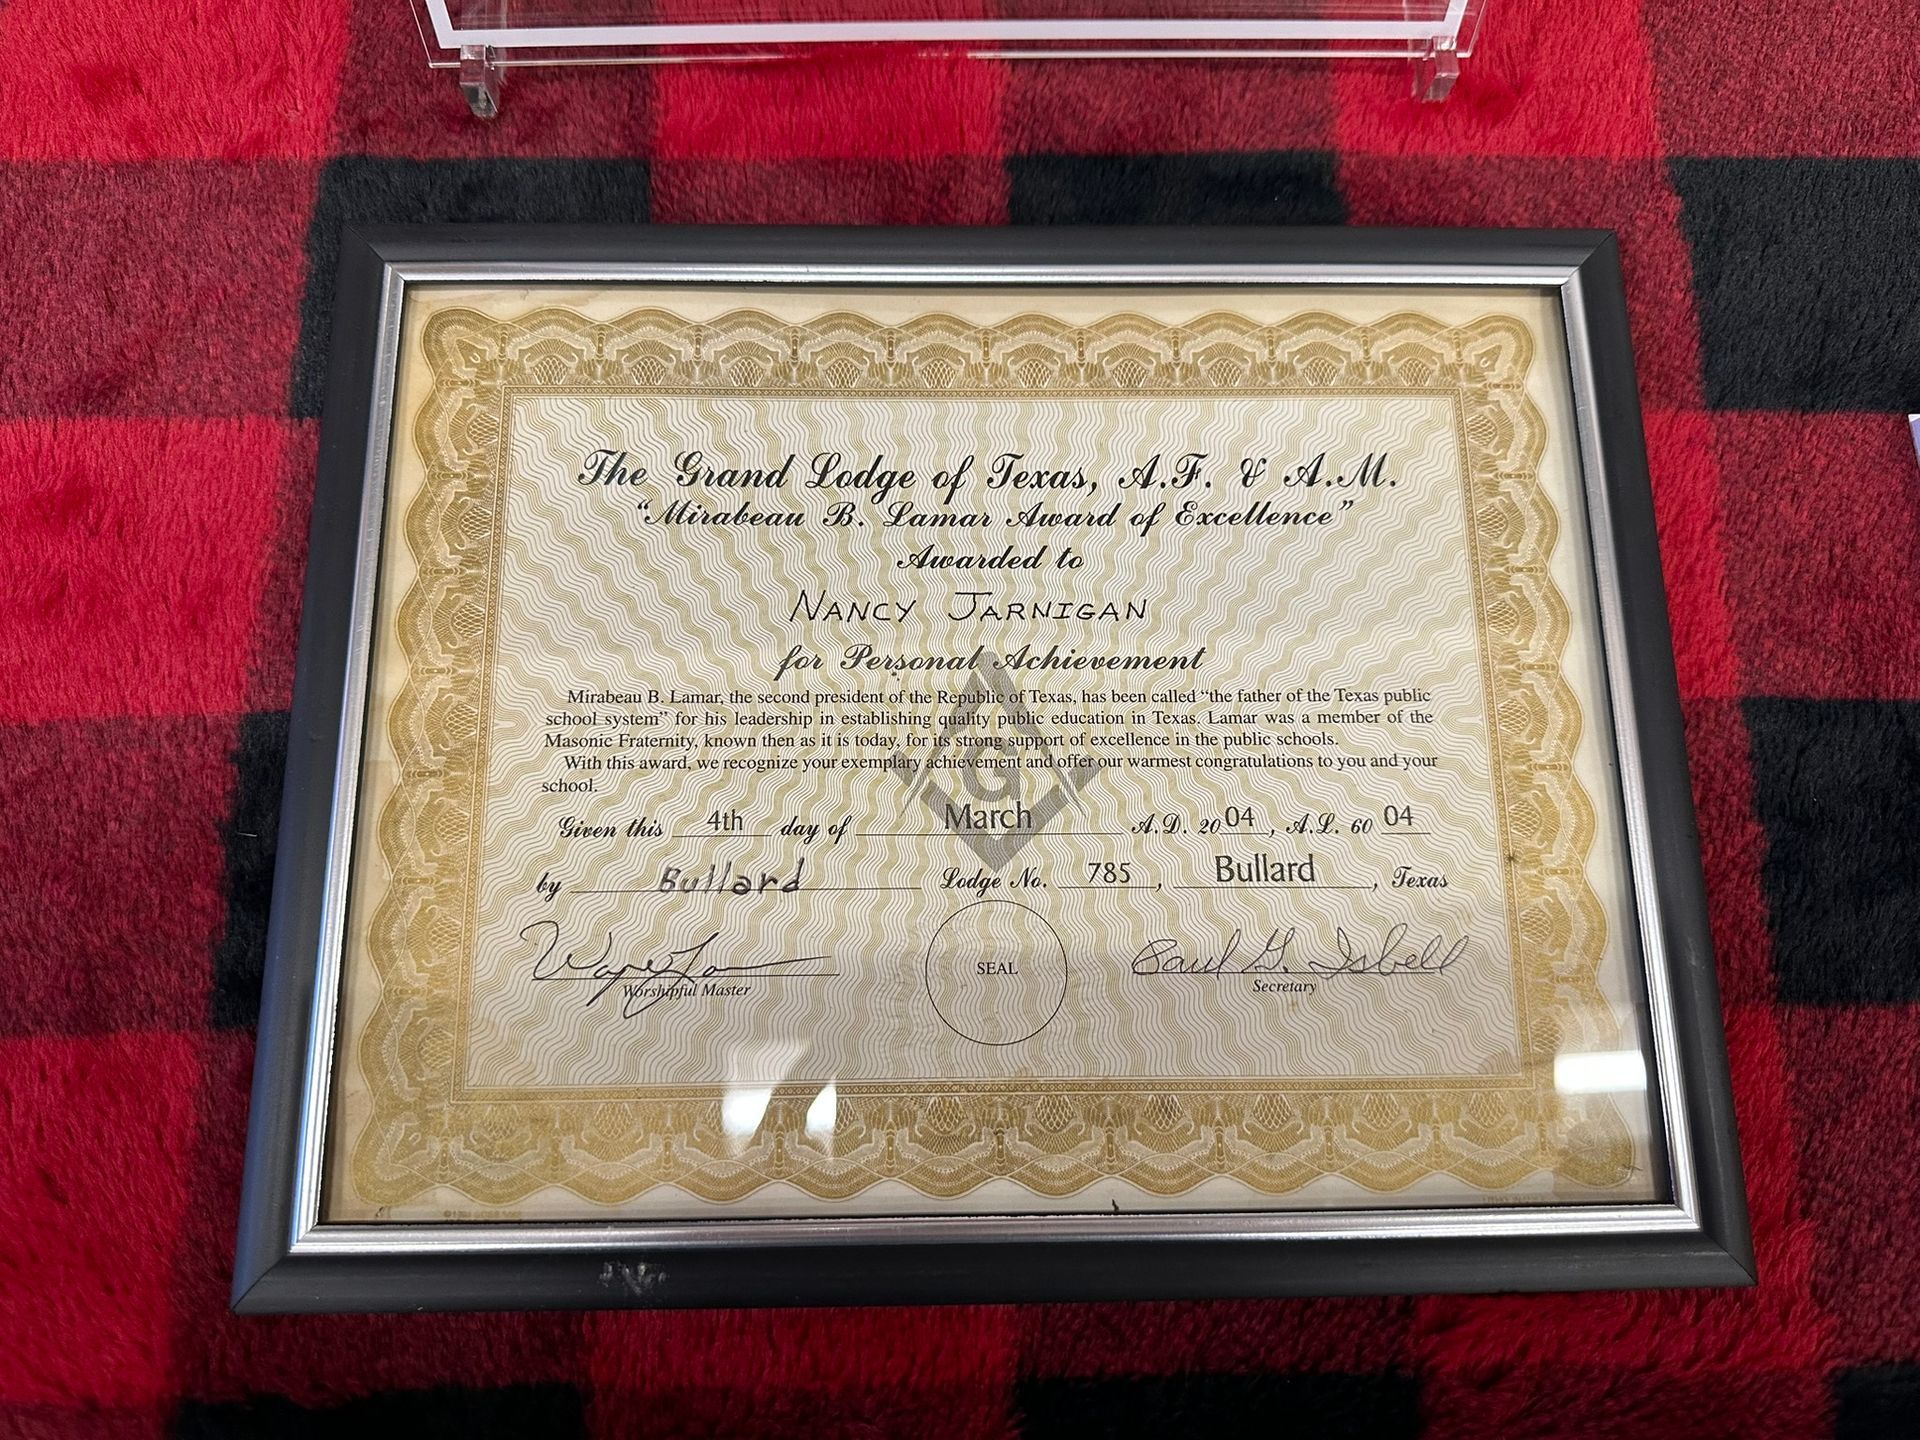 The Grand Lodge of Texas, A.F. & A.M.
"Mirabeau B. Lamar Award of Excellence"
Awarded to
NANCY JARNIGAN
for Personal Achievement
Mirabeau B. Lamar, the second president of the Republic of Texas, has been called "the father of the Texas public
school system" for his leadership in establishing quality public education in Texas. Lamar was a member of the
Masonic Fraternity, known then as it is today, for its strong support of excellence in the public schools.
With this award, we recognize your exemplary achievement and offer our warmest congratulations to you and your
school.
Given this 4th day of March A.D. 2004, A.L. 6004
by Bullard Lodge No. 785, Bullard, Texas
Wayne
Paul G. Isbell
Worshipful Master
SEAL
Secretary
G